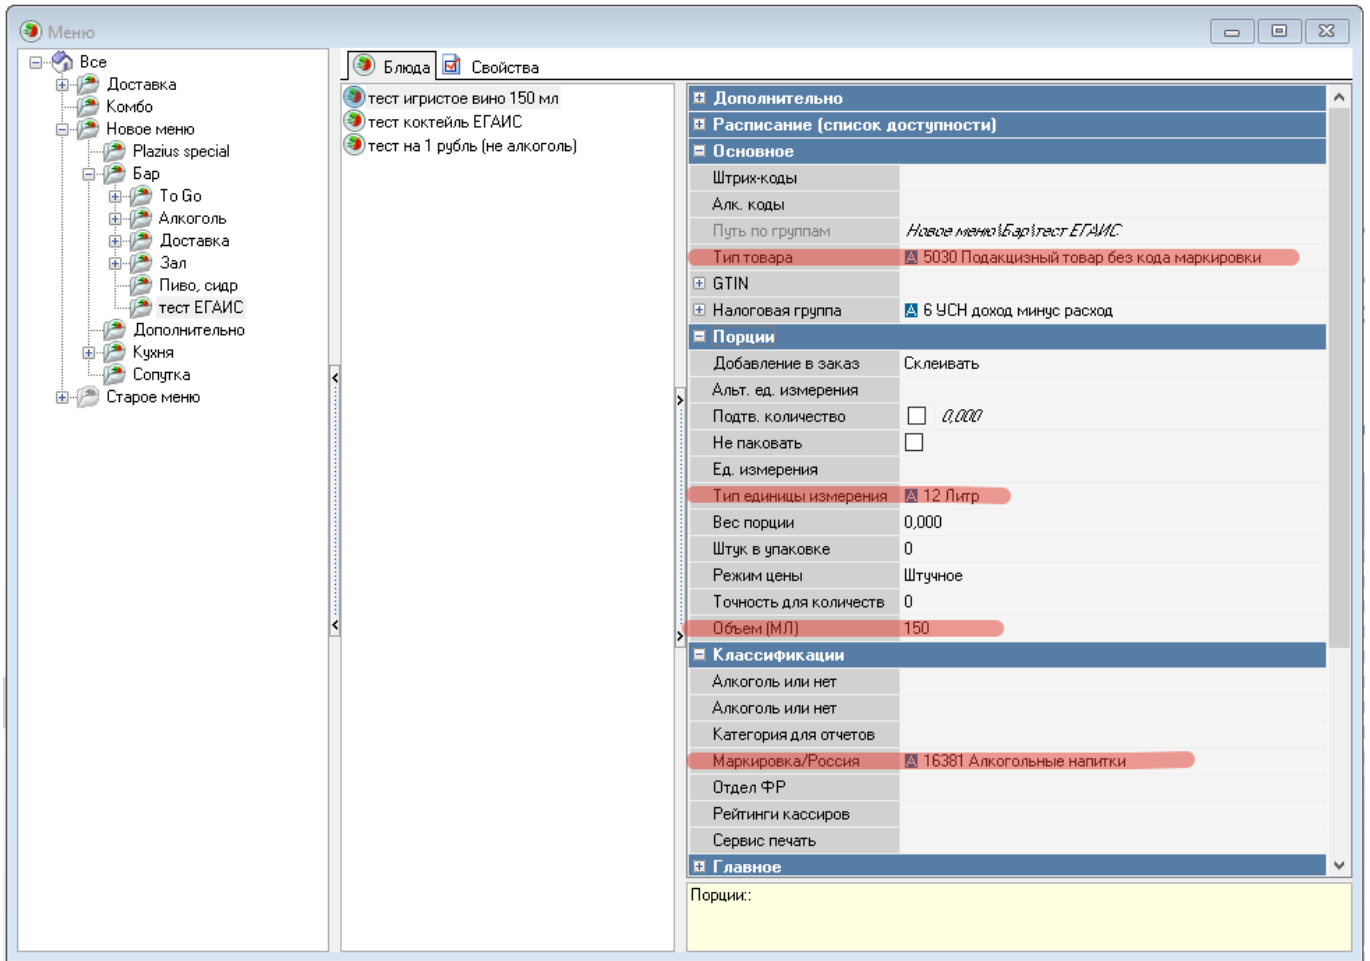 Меню
Все
Доставка
Комбо
Новое меню
Plazius special
Бар
To Go
Алкоголь
Доставка
Зал
Пиво, сидр
тест ЕГАИС
Дополнительно
Кухня
Сопутка
Старое меню
Блюда Свойства
тест игристое вино 150 мл
тест коктейль ЕГАИС
тест на 1 рубль (не алкоголь)
Дополнительно
Расписание (список доступности)
Основное
Штрих-коды
Алк. коды
Путь по группам Новое меню\Бар\тест ЕГАИС
Тип товара А 5030 Подакцизный товар без кода маркировки
GTIN
Налоговая группа А 6 УСН доход минус расход
Порции
Добавление в заказ Склеивать
Альт. ед. измерения
Подтв. количество 0,000
Не паковать
Ед. измерения
Тип единицы измерения А 12 Литр
Вес порции 0,000
Штук в упаковке 0
Режим цены Штучное
Точность для количеств 0
Объем (МЛ) 150
Классификации
Алкоголь или нет
Алкоголь или нет
Категория для отчетов
Маркировка/Россия А 16381 Алкогольные напитки
Отдел ФР
Рейтинги кассиров
Сервис печать
Главное
Порции::